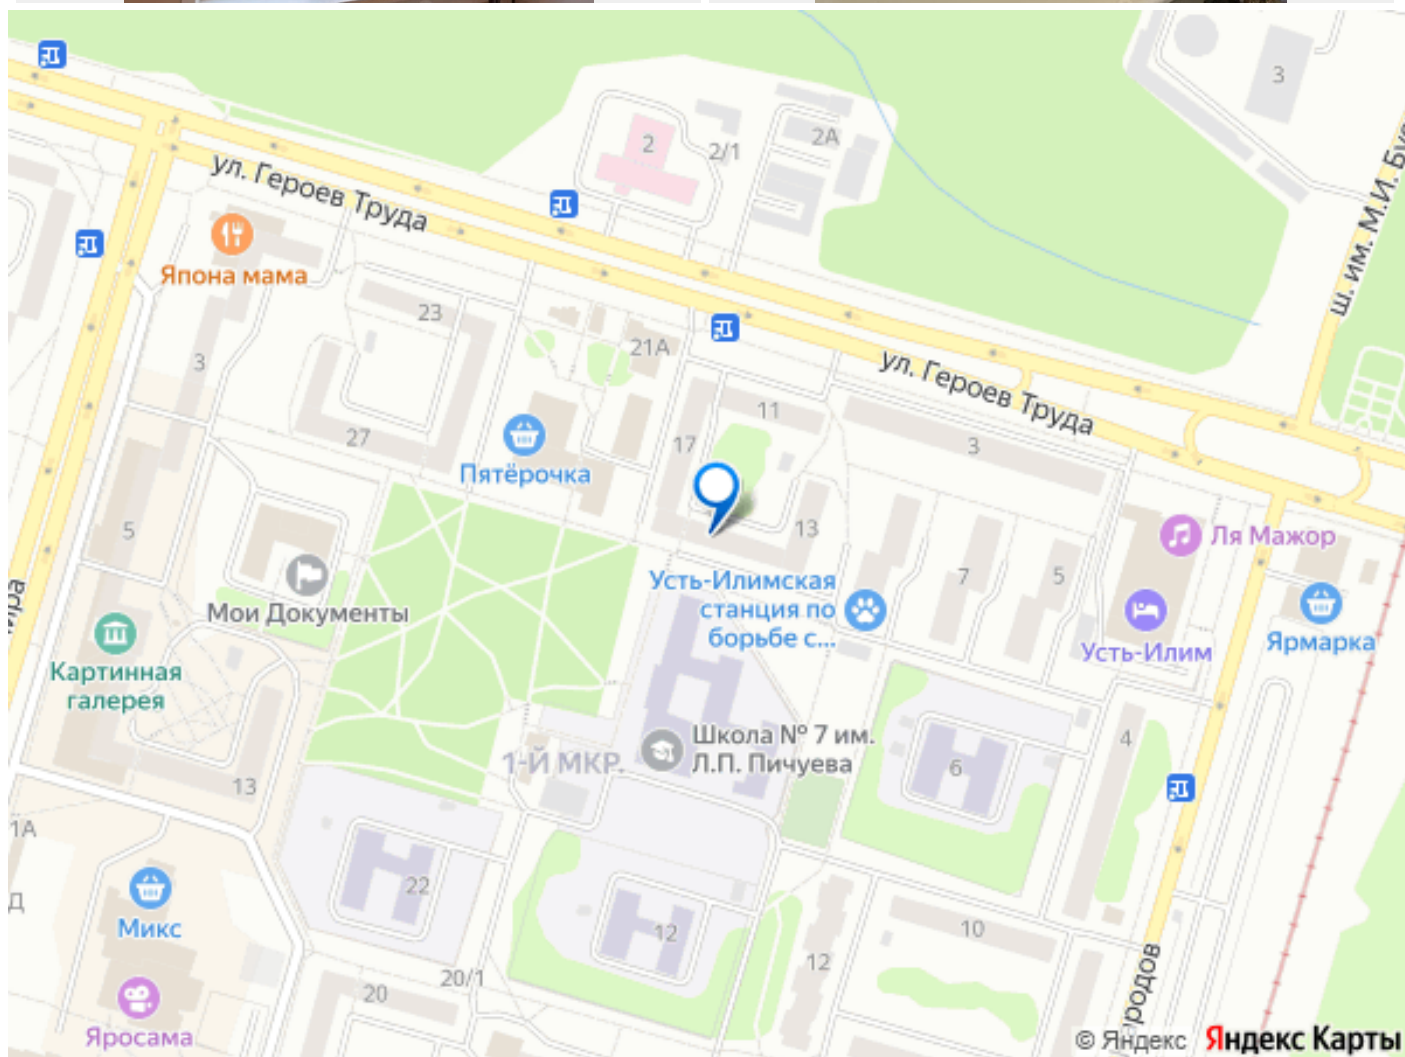 3
2
2/1
2А
ул. Героев Труда
ш. им. М.И. Бус
Япона мама
23
21А
3
ул. Героев Труда
11
27
17
3
Пятёрочка
5
13
Ля Мажор
Мои Документы
Усть-Илимская
станция по
борьбе с...
7
5
Усть-Илим
Ярмарка
Картинная
галерея
Школа № 7 им.
Л.П. Пичуева
1-Й МКР.
6
4
13
1А
22
Д
Микс
12
10
12
20/1
20
Яросама
ородов
© Яндекс Яндекс Карты